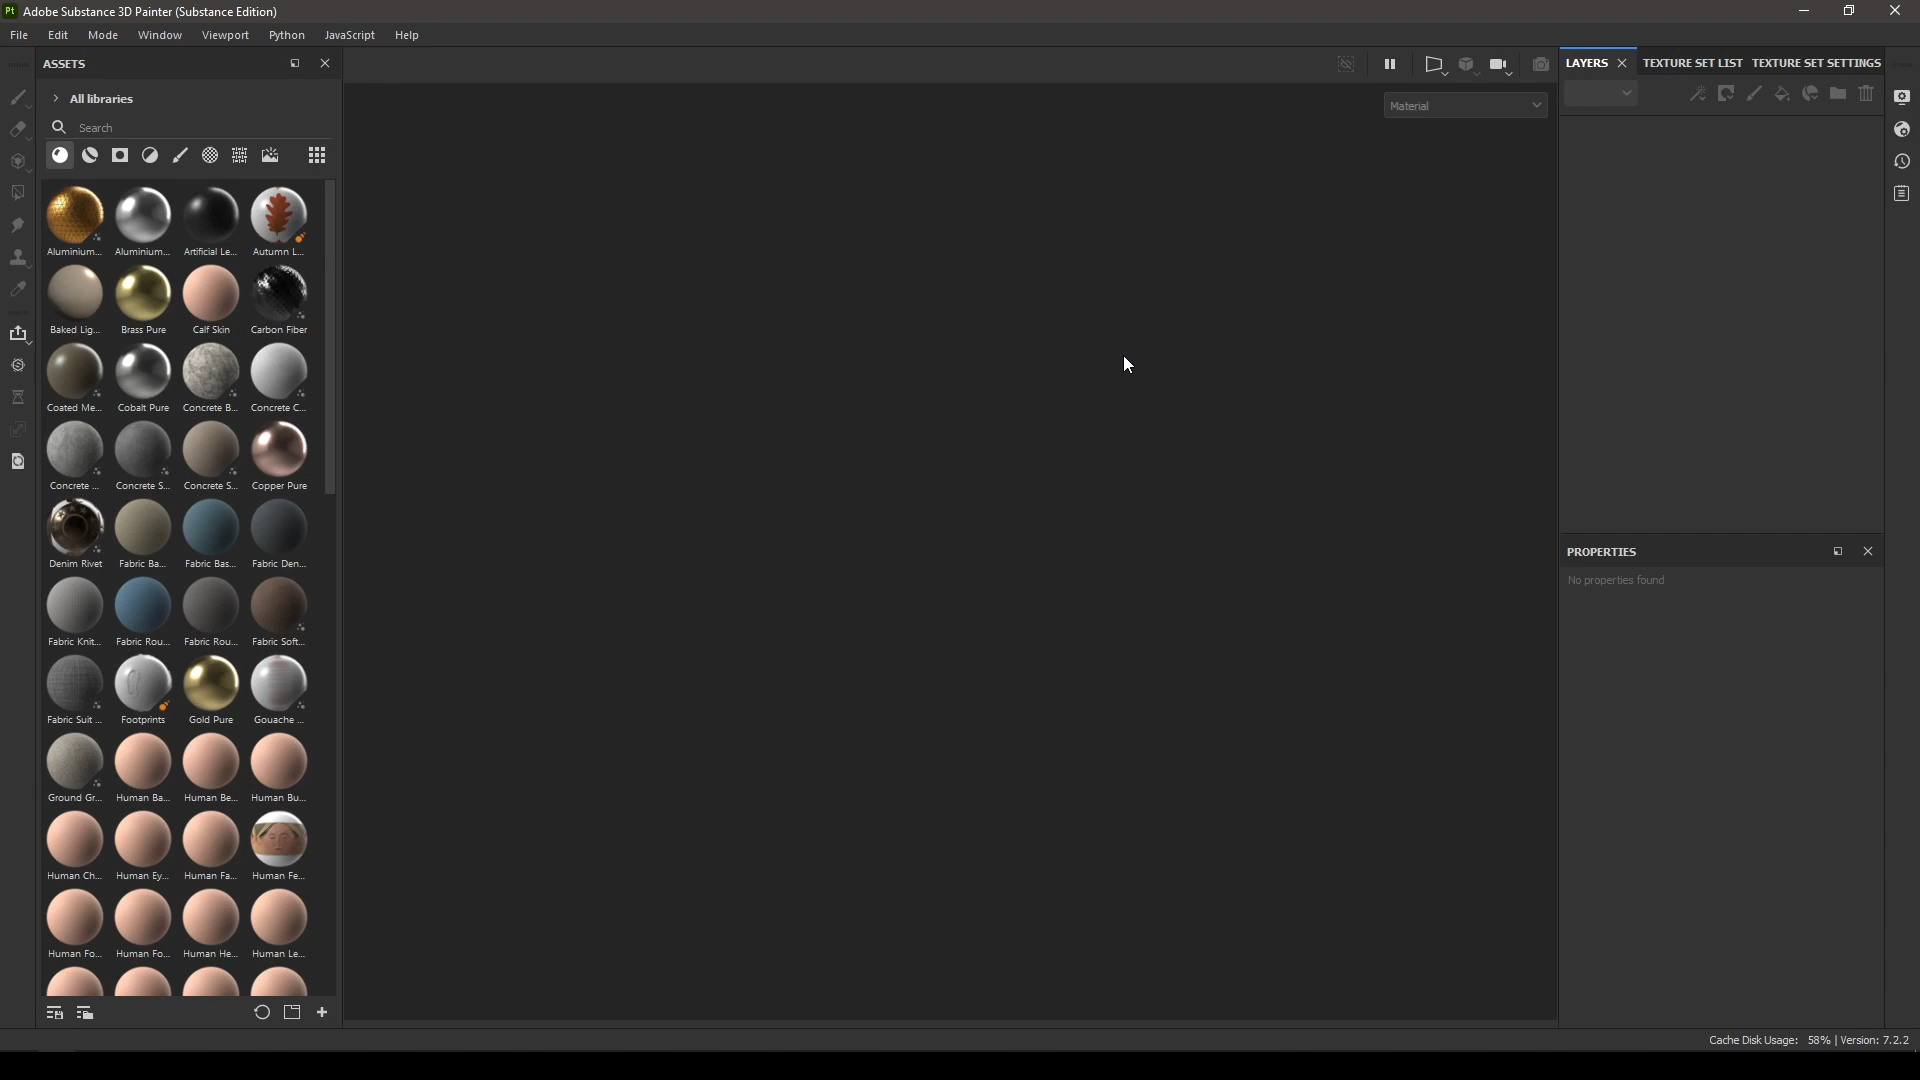 Pt Adobe Substance 3D Painter (Substance Edition)
File Edit Mode Window Viewport Python JavaScript Help
ASSETS
All libraries
Search
Aluminium... Aluminium... Artificial Le... Autumn L...
Baked Lig... Brass Pure Calf Skin Carbon Fiber
Coated Me... Cobalt Pure Concrete B... Concrete C...
Concrete ... Concrete S... Concrete S... Copper Pure
Denim Rivet Fabric Ba... Fabric Bas... Fabric Den...
Fabric Knit... Fabric Rou... Fabric Rou... Fabric Soft...
Fabric Suit ... Footprints Gold Pure Gouache ...
Ground Gr... Human Ba... Human Be... Human Bu...
Human Ch... Human Ey... Human Fa... Human Fe...
Human Fo... Human Fo... Human He... Human Le...
Material
LAYERS TEXTURE SET LIST TEXTURE SET SETTINGS
PROPERTIES
No properties found
Cache Disk Usage: 58% | Version: 7.2.2